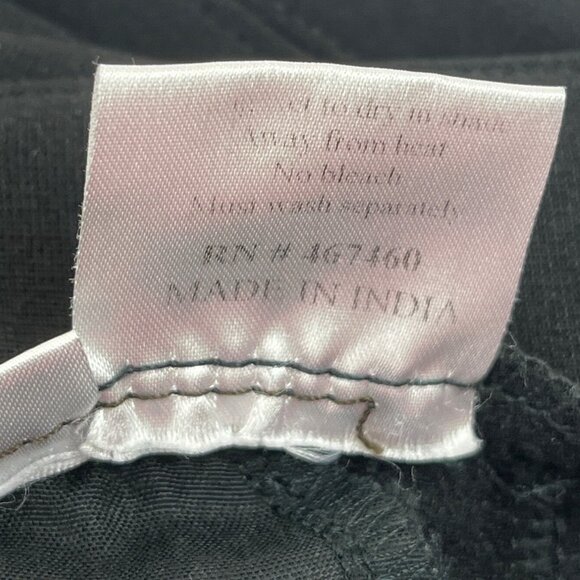 to dry in shade
Away from heat
No bleach
Must wash separately
RN # 467460
MADE IN INDIA